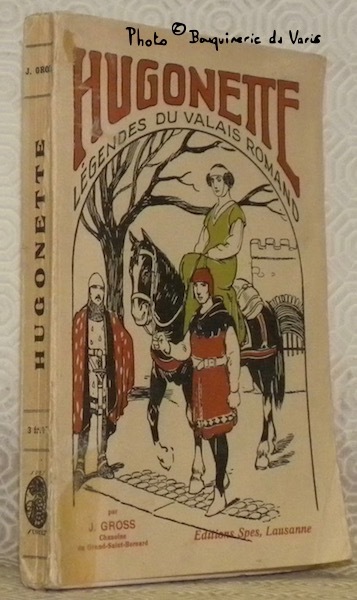 Photo © Bouquinerie du Varis
HUGONETTE
LÉGENDES DU VALAIS ROMAND
par
J. GROSS
Chanoine
du Grand-Saint-Bernard
Editions Spes, Lausanne
HUGONETTE